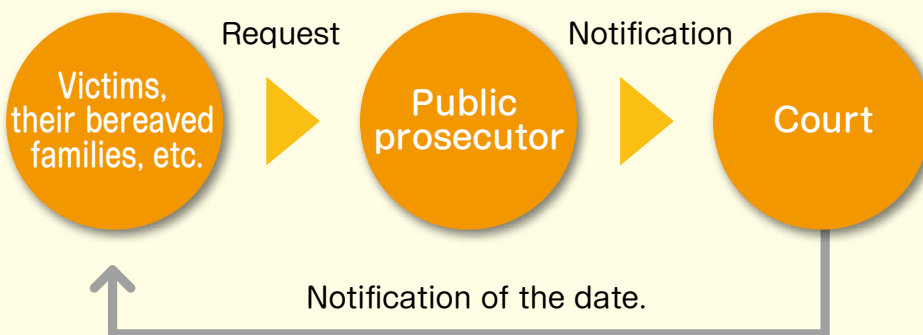 Request
Notification
Victims,
their bereaved
families, etc.
Public
prosecutor
Court
Notification of the date.